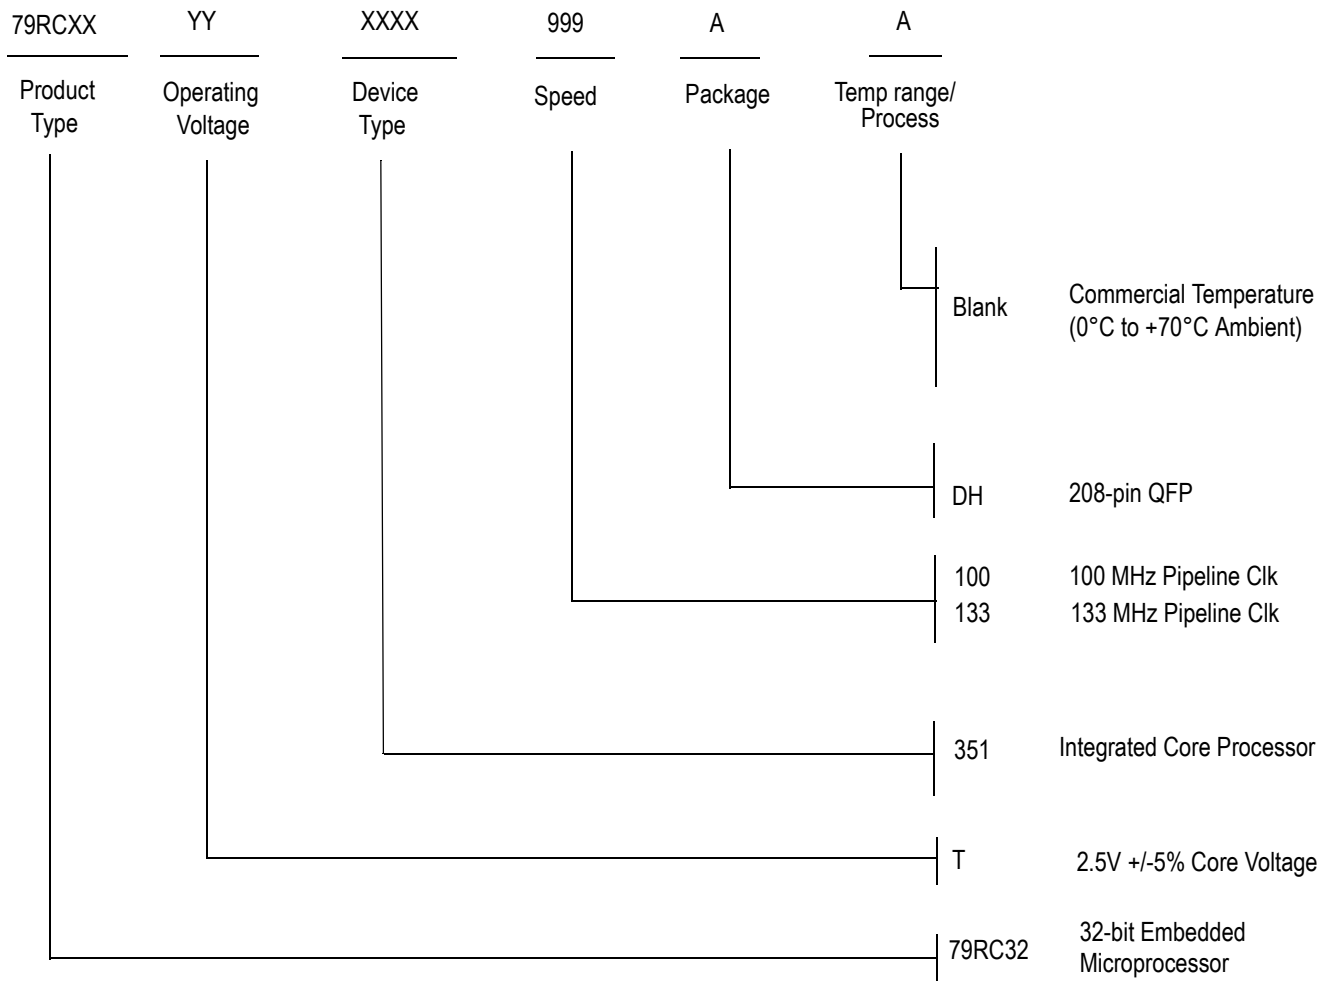 79RCXX YY XXXX 999 A A
Product Type
Operating Voltage
Device Type
Speed
Package
Temp range/
Process
Blank Commercial Temperature
(0°C to +70°C Ambient)
DH 208-pin QFP
100 100 MHz Pipeline Clk
133 133 MHz Pipeline Clk
351 Integrated Core Processor
T 2.5V +/-5% Core Voltage
79RC32 32-bit Embedded
Microprocessor